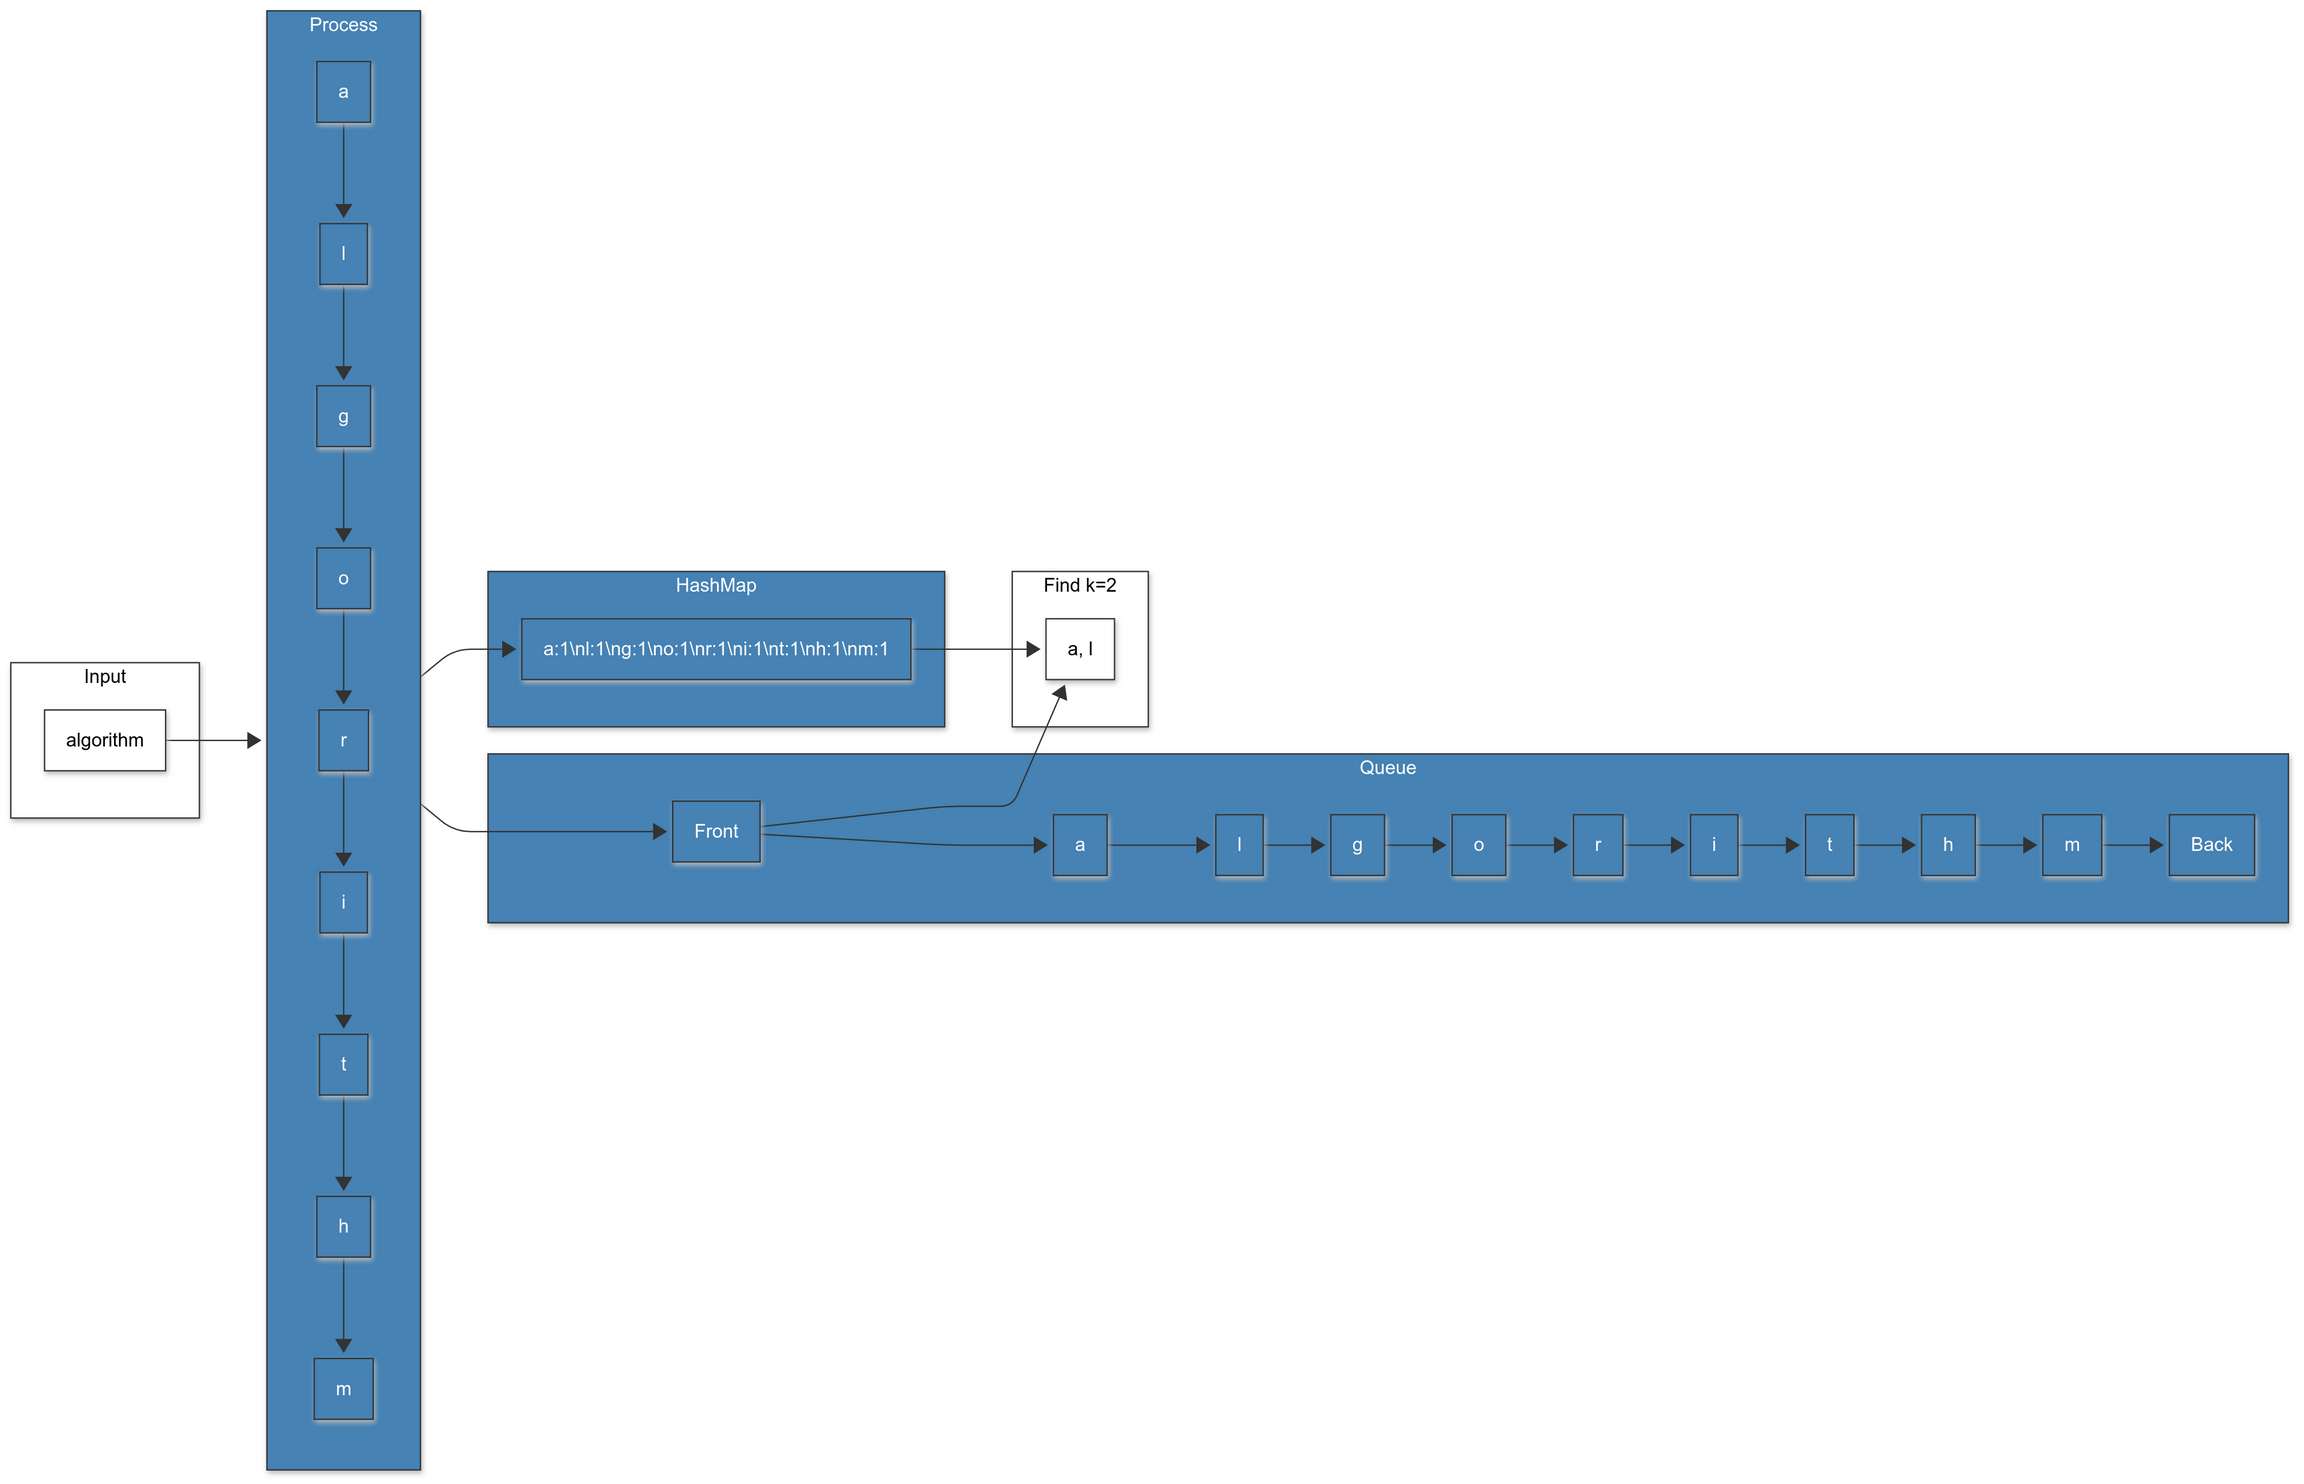 Process
a
l
g
o
r
i
t
h
m
Input
algorithm
HashMap
a:1\nl:1\ng:1\no:1\nr:1\ni:1\nt:1\nh:1\nm:1
Find k=2
a, l
Queue
Front
a
l
g
o
r
i
t
h
m
Back